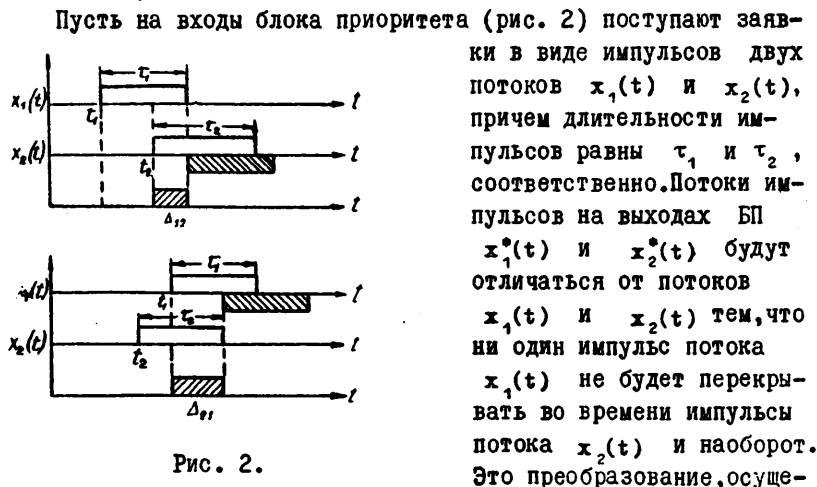 Пусть на входы блока приоритета (рис. 2) поступают заяв-
ки в виде импульсов двух
потоков x₁(t) и x₂(t),
причем длительности им-
пульсов равны τ₁ и τ₂ ,
соответственно.Потоки им-
пульсов на выходах БП
x₁*(t) и x₂*(t) будут
отличаться от потоков
x₁(t) и x₂(t) тем,что
ни один импульс потока
x₁(t) не будет перекры-
вать во времени импульсы
потока x₂(t) и наоборот.
Это преобразование,осуще-
τ₁
x₁(t)
t₁
t
τ₂
x₂(t)
t₂
t
t
Δ₁₂
τ₁
(t)
t₁
t
x₂(t)
t₂
t
t
Δ₂₁
Рис. 2.